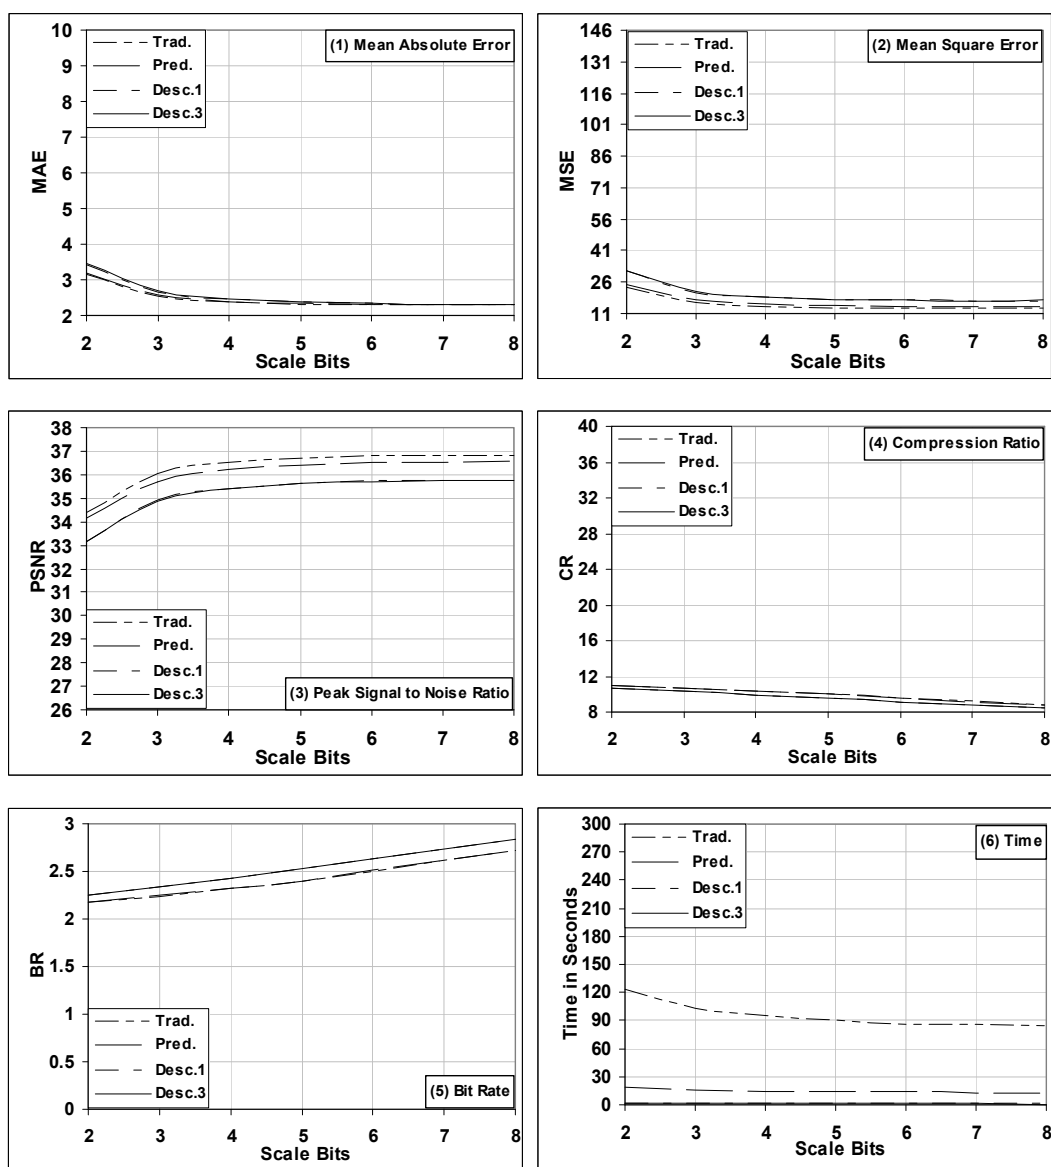 10
9
8
7
6
5
4
3
2
MAE
Trad.
Pred.
Desc.1
Desc.3
(1) Mean Absolute Error
2 3 4 5 6 7 8
Scale Bits
146
131
116
101
86
71
56
41
26
11
MSE
Trad.
Pred.
Desc.1
Desc.3
(2) Mean Square Error
2 3 4 5 6 7 8
Scale Bits
38
37
36
35
34
33
32
31
30
29
28
27
26
PSNR
Trad.
Pred.
Desc.1
Desc.3
(3) Peak Signal to Noise Ratio
2 3 4 5 6 7 8
Scale Bits
40
36
32
28
24
20
16
12
8
CR
Trad.
Pred.
Desc.1
Desc.3
(4) Compression Ratio
2 3 4 5 6 7 8
Scale Bits
3
2.5
2
1.5
1
0.5
0
BR
Trad.
Pred.
Desc.1
Desc.3
(5) Bit Rate
2 3 4 5 6 7 8
Scale Bits
300
270
240
210
180
150
120
90
60
30
0
Time in Seconds
Trad.
Pred.
Desc.1
Desc.3
(6) Time
2 3 4 5 6 7 8
Scale Bits